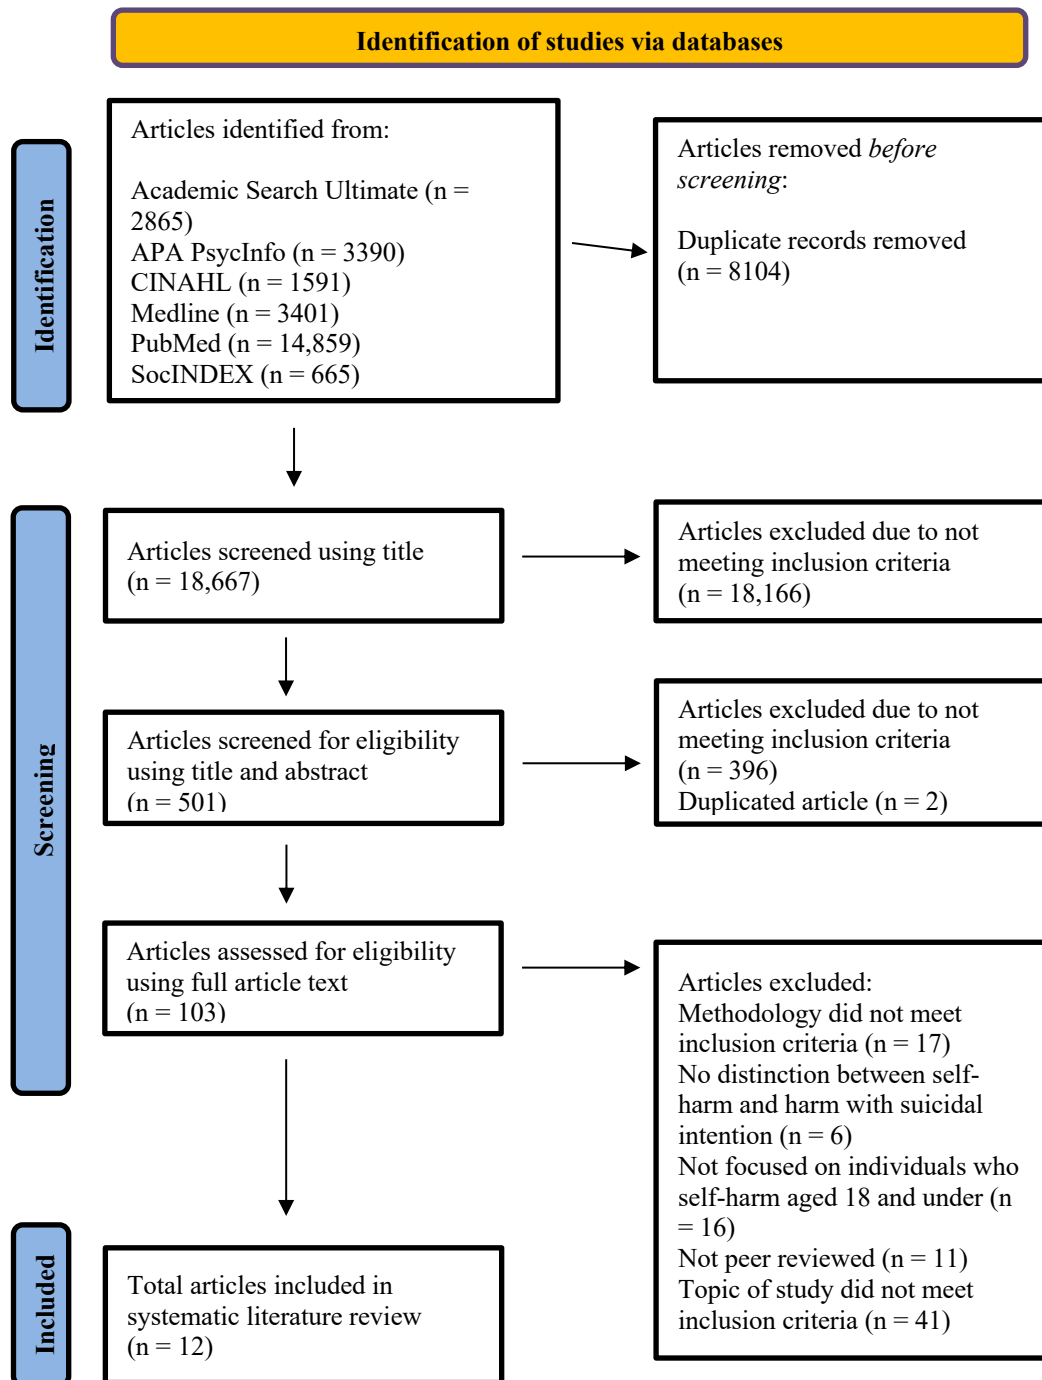 Identification of studies via databases
Identification
Articles identified from:
Academic Search Ultimate (n =
2865)
APA PsycInfo (n = 3390)
CINAHL (n = 1591)
Medline (n = 3401)
PubMed (n = 14,859)
SocINDEX (n = 665)
Articles removed before
screening:
Duplicate records removed
(n = 8104)
Screening
Articles screened using title
(n = 18,667)
Articles excluded due to not
meeting inclusion criteria
(n = 18,166)
Articles screened for eligibility
using title and abstract
(n = 501)
Articles excluded due to not
meeting inclusion criteria
(n = 396)
Duplicated article (n = 2)
Articles assessed for eligibility
using full article text
(n = 103)
Articles excluded:
Methodology did not meet
inclusion criteria (n = 17)
No distinction between self-
harm and harm with suicidal
intention (n = 6)
Not focused on individuals who
self-harm aged 18 and under (n
= 16)
Not peer reviewed (n = 11)
Topic of study did not meet
inclusion criteria (n = 41)
Included
Total articles included in
systematic literature review
(n = 12)